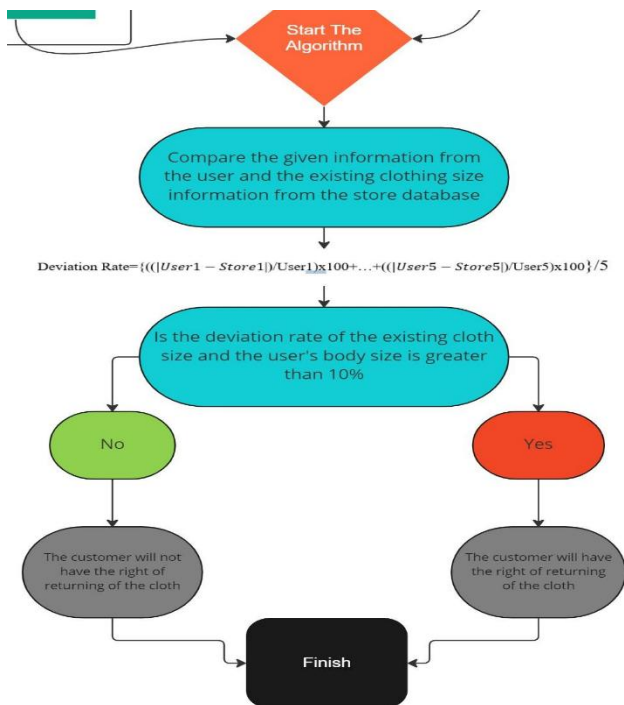 Start The
Algorithm
Compare the given information from
the user and the existing clothing size
information from the store database
Deviation Rate={((|User1 − Store1|)/User1)x100+…+((|User5 − Store5|)/User5)x100}/5
Is the deviation rate of the existing cloth
size and the user's body size is greater
than 10%
No
Yes
The customer will not
have the right of
returning of the cloth
The customer will have
the right of returning
of the cloth
Finish